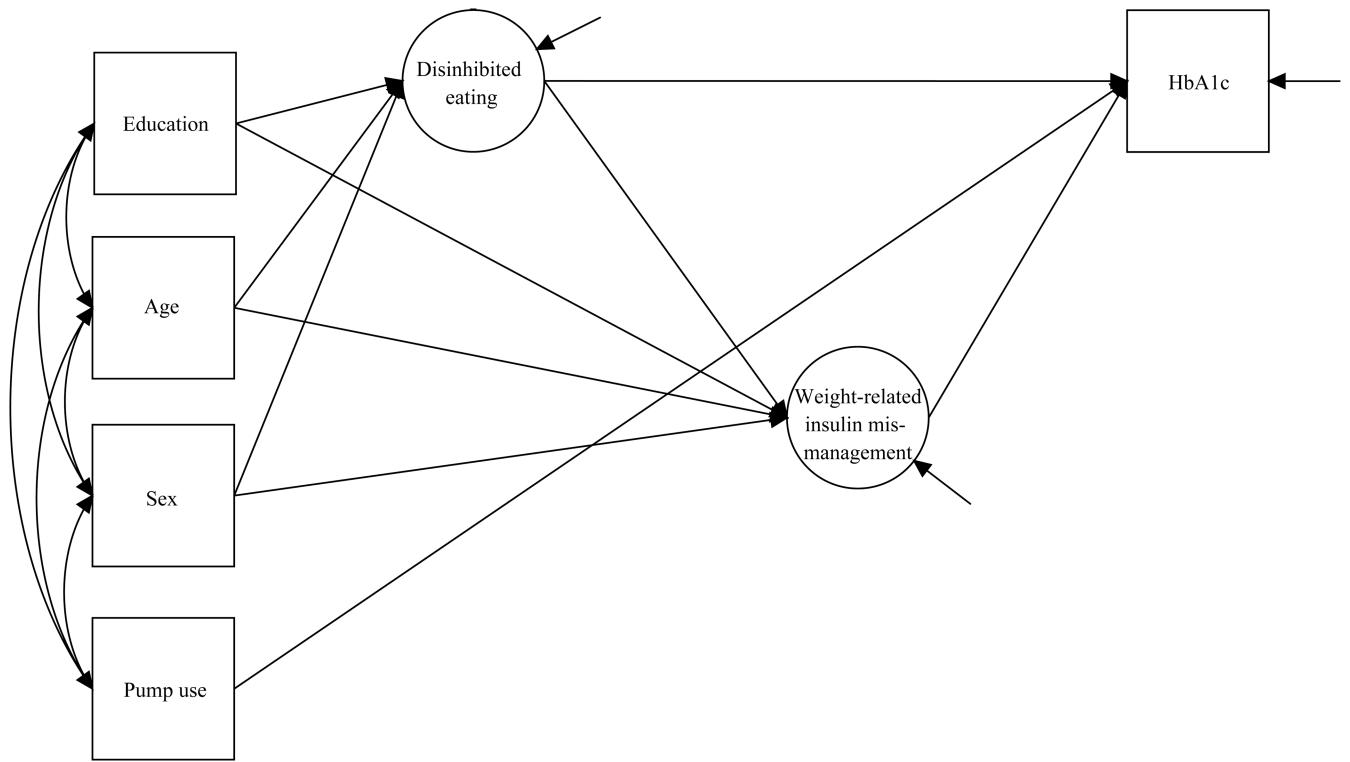 Education
Age
Sex
Pump use
Disinhibited
eating
Weight-related
insulin mis-
management
HbA1c